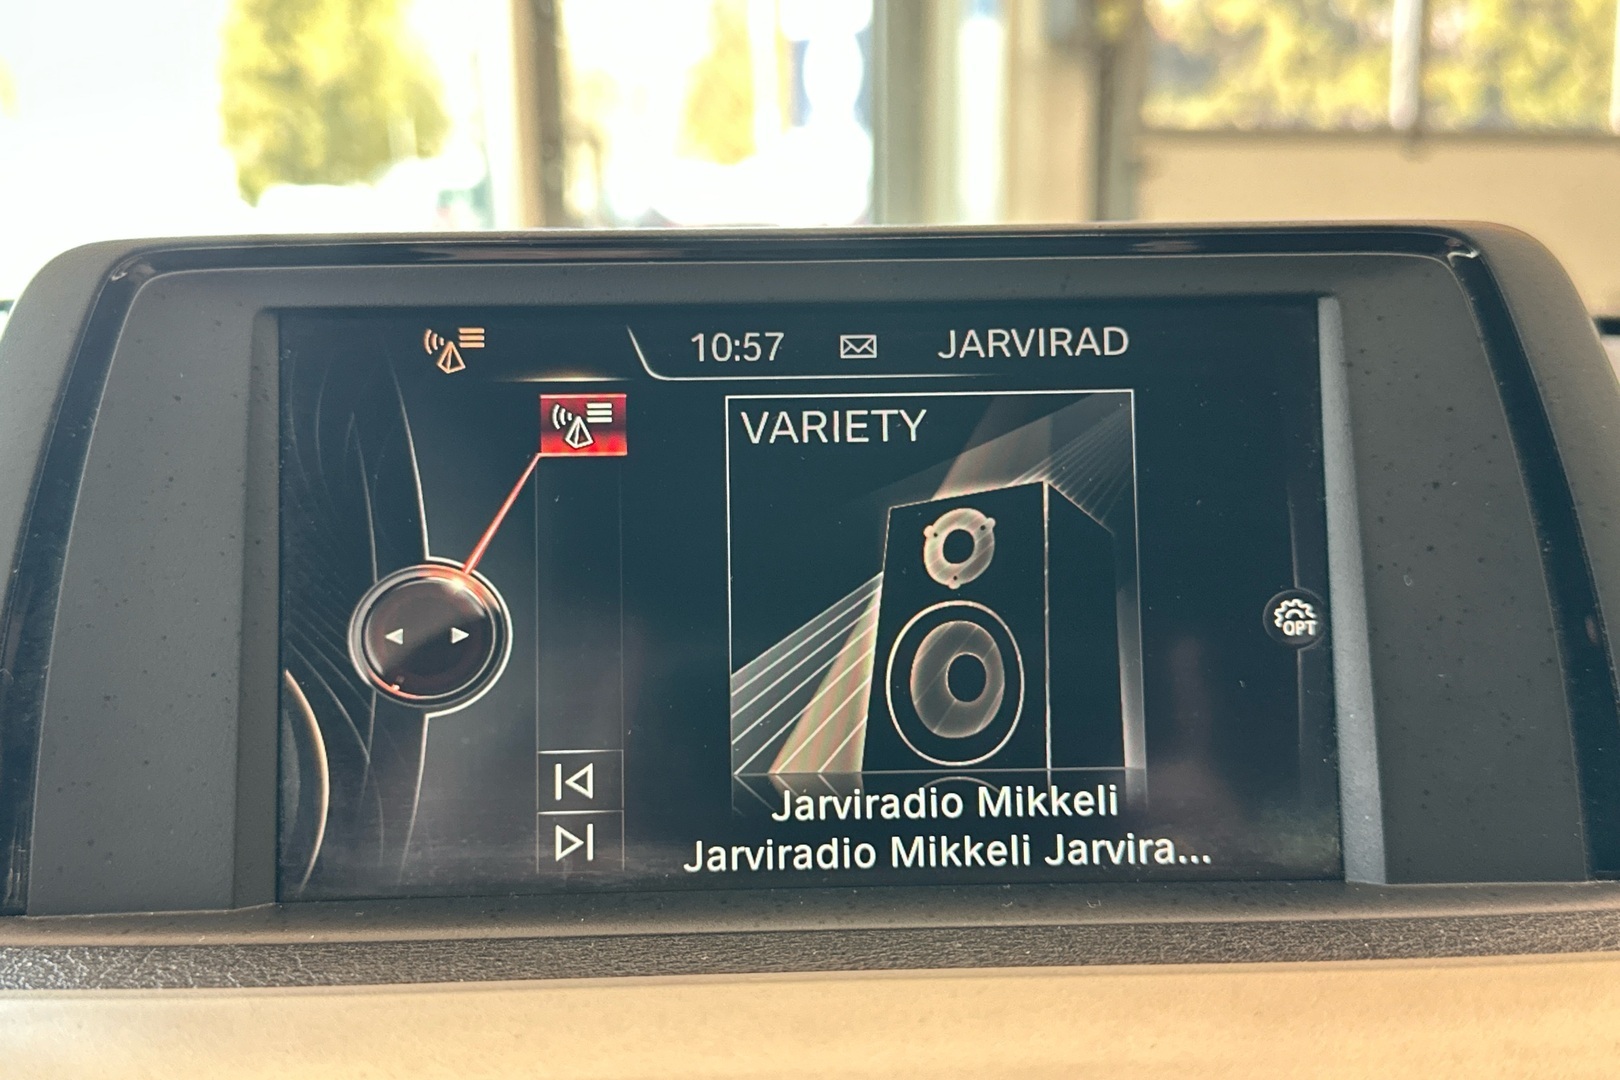 10:57 JARVIRAD
VARIETY
OPT
Jarviradio Mikkeli
Jarviradio Mikkeli Jarvira...